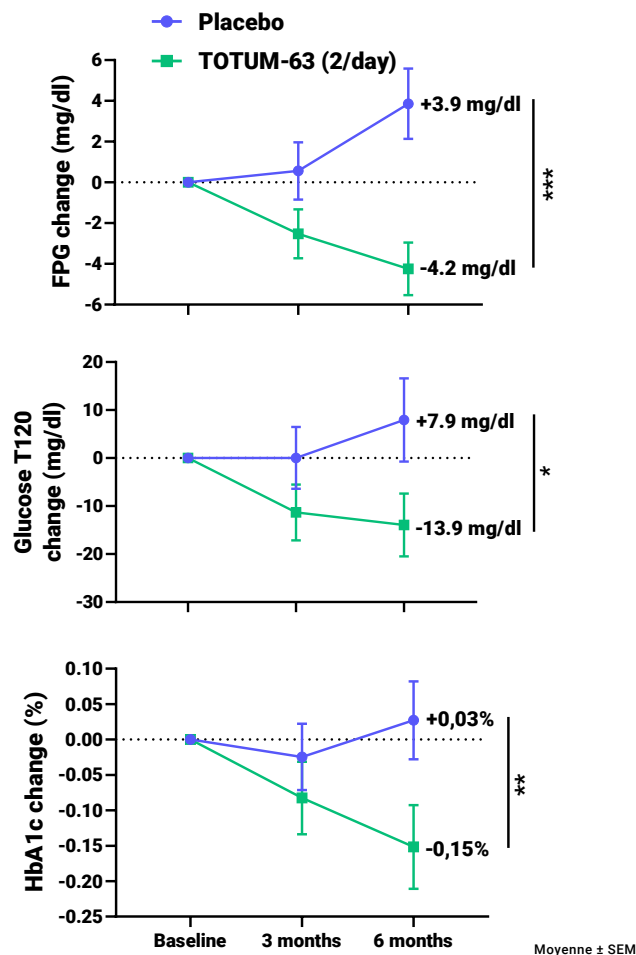 Placebo
TOTUM-63 (2/day)
FPG change (mg/dl)
6
4
2
0
-2
-4
-6
+3.9 mg/dl
-4.2 mg/dl
***
Glucose T120
change (mg/dl)
20
10
0
-10
-20
-30
+7.9 mg/dl
-13.9 mg/dl
*
HbA1c change (%)
0.10
0.05
0.00
-0.05
-0.10
-0.15
-0.20
-0.25
+0,03%
-0,15%
**
Baseline 3 months 6 months
Moyenne ± SEM